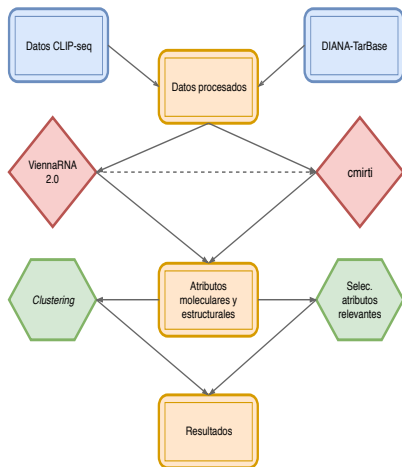 Datos CLIP-seq
DIANA-TarBase
Datos procesados
ViennaRNA
2.0
cmirti
Clustering
Atributos
moleculares y
estructurales
Selec.
atributos
relevantes
Resultados